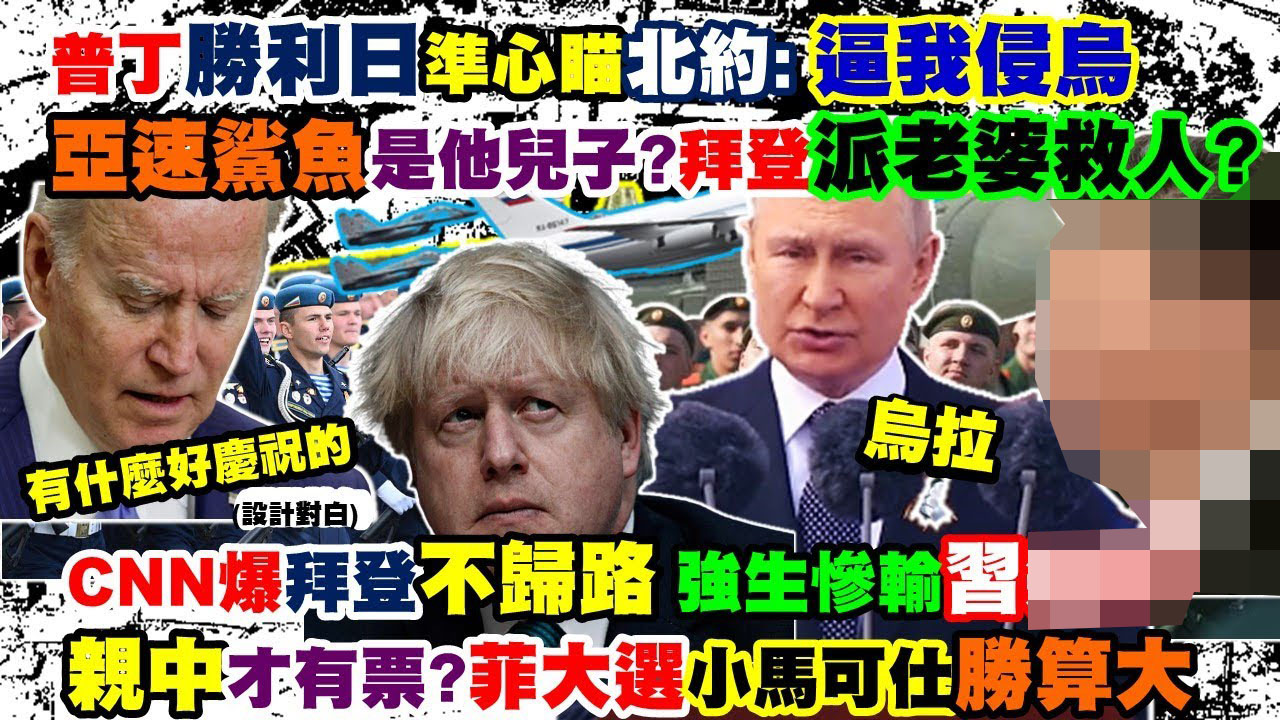 普丁勝利日準心瞄北約:逼我侵烏
亞速鯊魚是他兒子?拜登派老婆救人?
烏拉
有什麼好慶祝的
(設計對白)
CNN爆拜登不歸路 強生慘輸習
親中才有票?菲大選小馬可仕勝算大